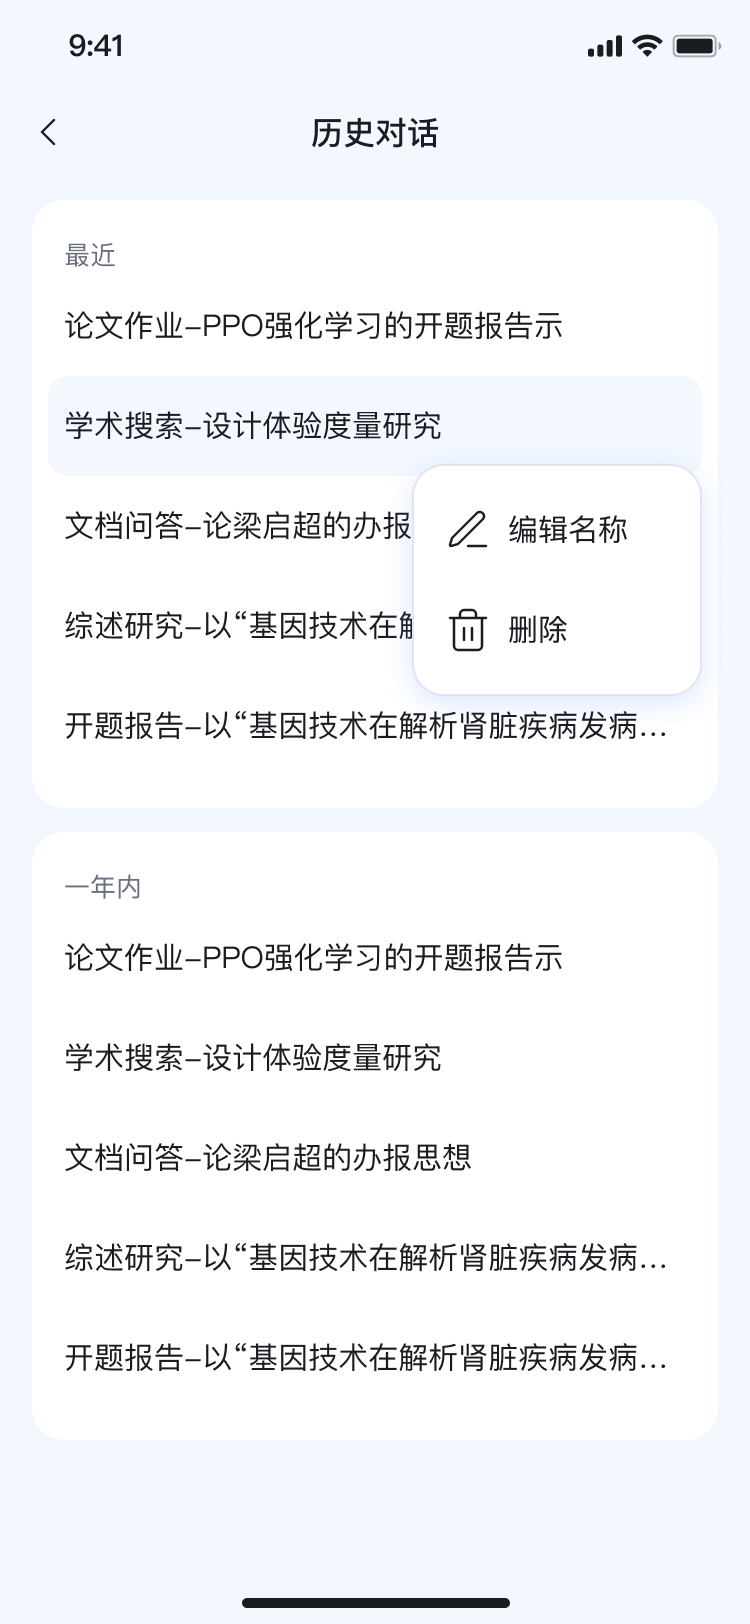 9:41
历史对话
最近
论文作业–PPO强化学习的开题报告示
学术搜索–设计体验度量研究
文档问答–论梁启超的办报
编辑名称
综述研究–以“基因技术在解
删除
开题报告–以“基因技术在解析肾脏疾病发病...
一年内
论文作业–PPO强化学习的开题报告示
学术搜索–设计体验度量研究
文档问答–论梁启超的办报思想
综述研究–以“基因技术在解析肾脏疾病发病...
开题报告–以“基因技术在解析肾脏疾病发病...